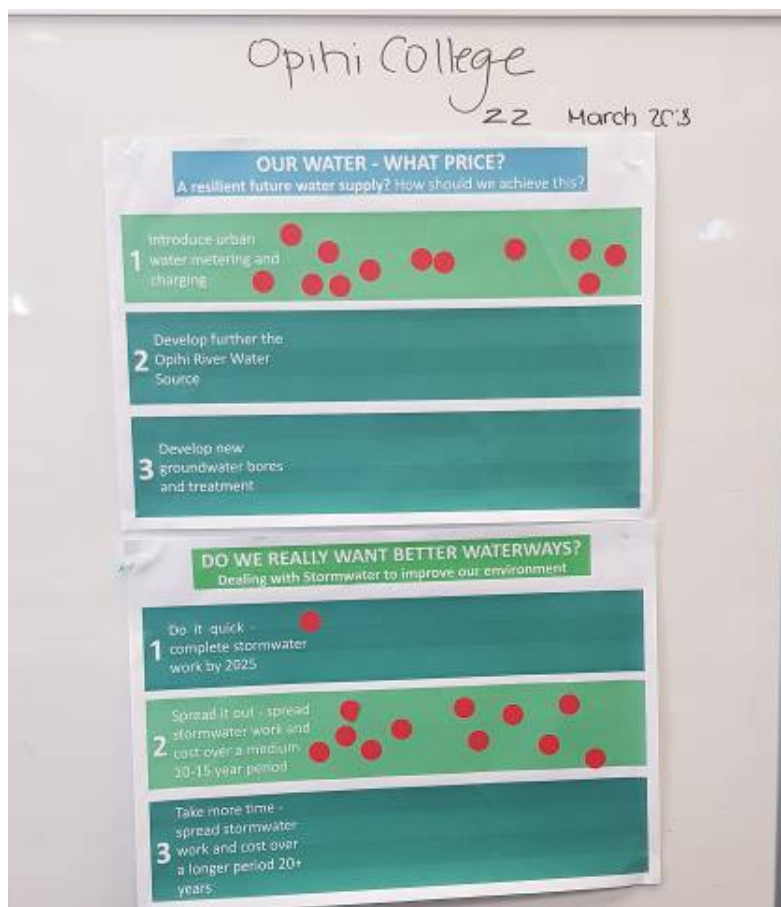 Opihi College
22 March 2018
OUR WATER - WHAT PRICE?
A resilient future water supply? How should we achieve this?
1
Introduce urban
water metering and
charging
2
Develop further the
Opihi River Water
Source
3
Develop new
groundwater bores
and treatment
DO WE REALLY WANT BETTER WATERWAYS?
Dealing with Stormwater to improve our environment
1
Do it quick -
complete stormwater
work by 2025
2
Spread it out - spread
stormwater work and
cost over a medium
10-15 year period
3
Take more time -
spread stormwater
work and cost over
a longer period 20+
years